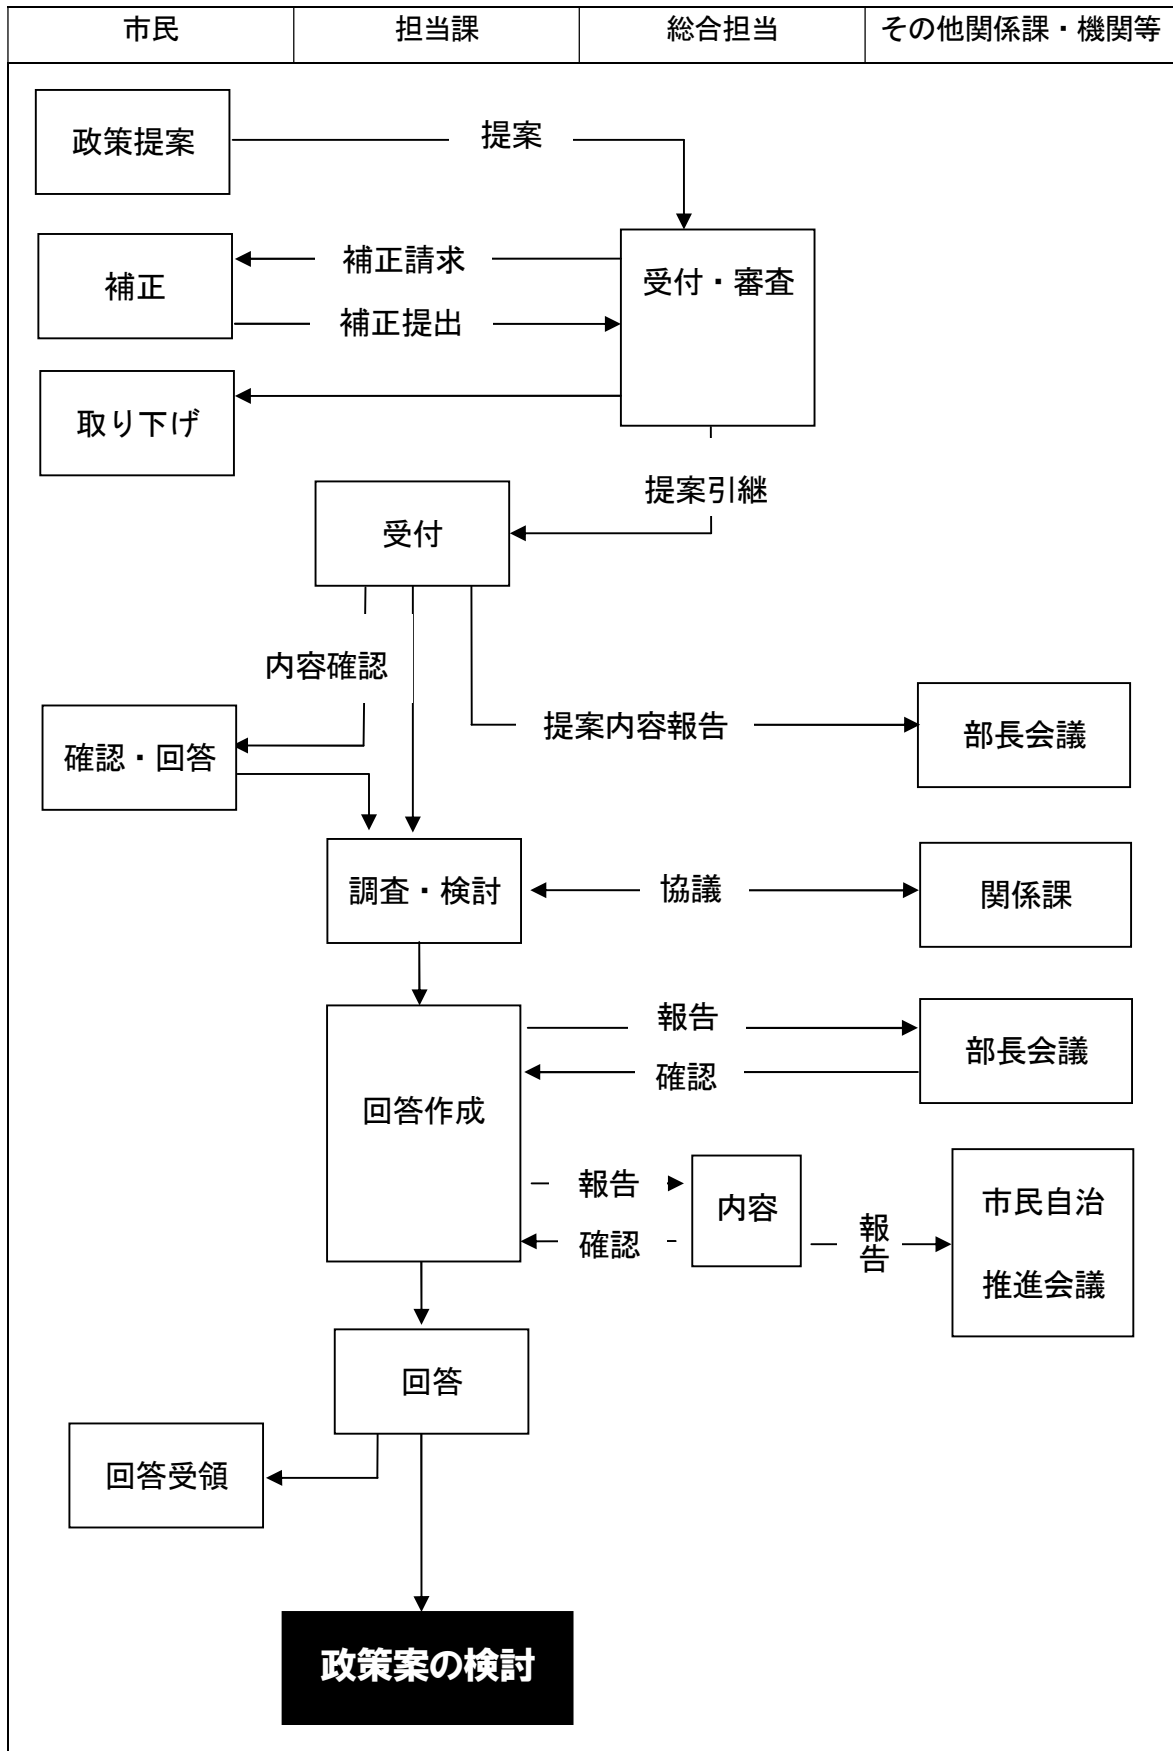 市民 担当課 総合担当 その他関係課・機関等
政策提案
提案
補正請求
受付・審査
補正
補正提出
取り下げ
提案引継
受付
内容確認
提案内容報告
部長会議
確認・回答
調査・検討
協議
関係課
報告
部長会議
確認
回答作成
報告
内容
市民自治
推進会議
確認
報告
回答
回答受領
政策案の検討